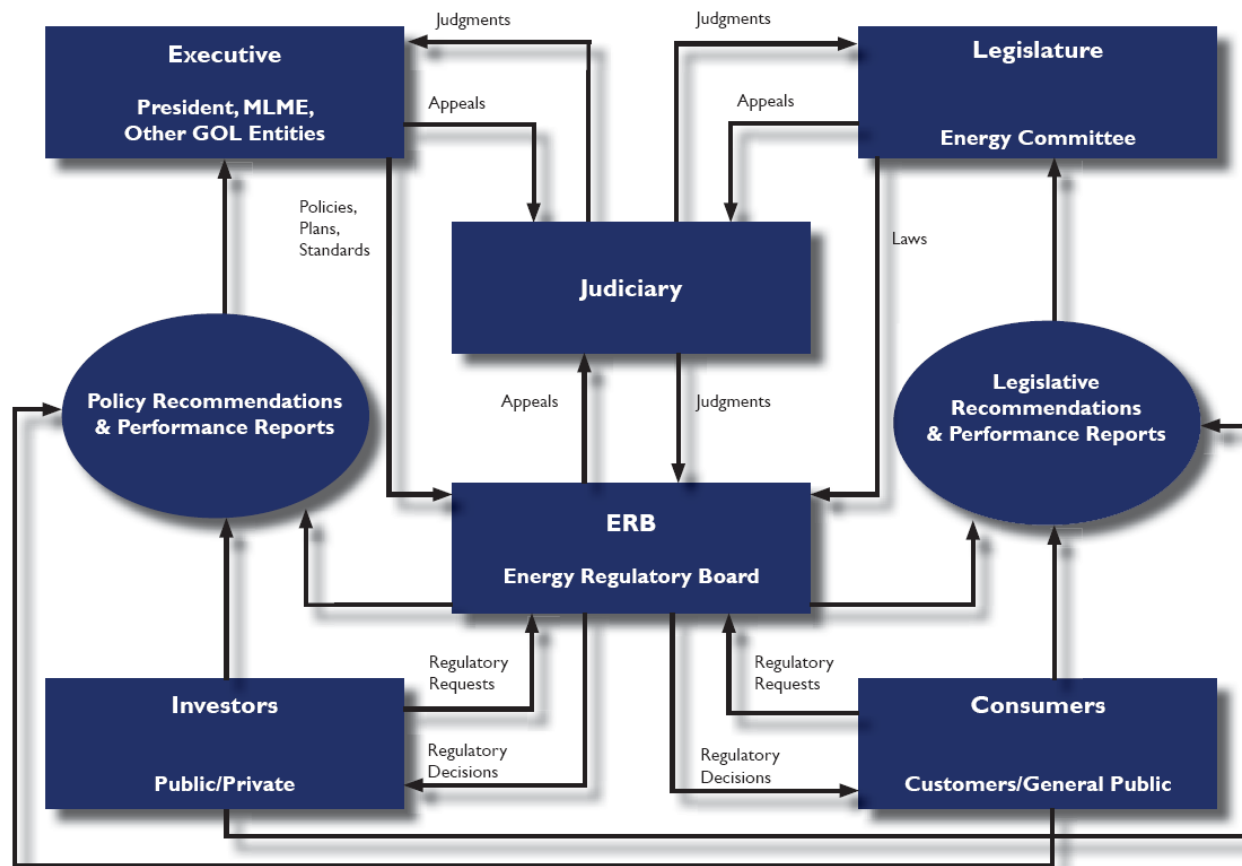 Judgments
Judgments
Executive
President, MLME,
Other GOL Entities
Legislature
Energy Committee
Appeals
Appeals
Policies,
Plans,
Standards
Laws
Judiciary
Policy Recommendations
& Performance Reports
Appeals
Judgments
Legislative
Recommendations
& Performance Reports
ERB
Energy Regulatory Board
Regulatory
Requests
Regulatory
Requests
Investors
Public/Private
Consumers
Customers/General Public
Regulatory
Decisions
Regulatory
Decisions